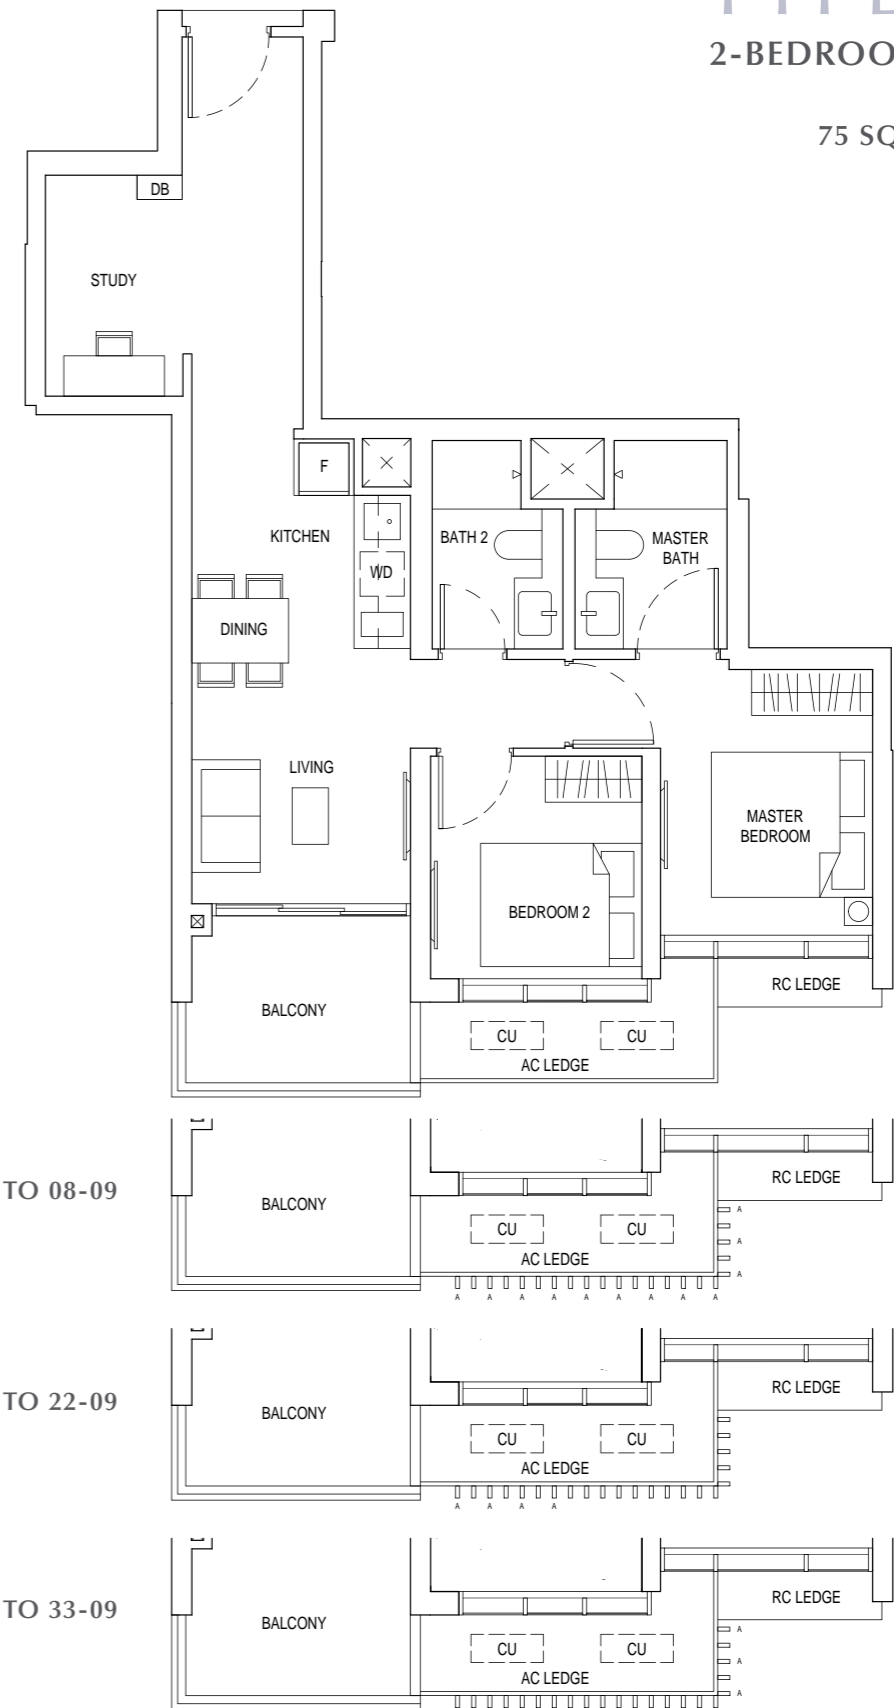 2-BEDROO
75 SQ
DB
STUDY
F
KITCHEN
BATH 2
MASTER
BATH
WD
DINING
LIVING
MASTER
BEDROOM
BEDROOM 2
RC LEDGE
BALCONY
CU CU
AC LEDGE
TO 08-09
BALCONY
RC LEDGE
CU CU
AC LEDGE
A
A
A
A A A A A A A A A
TO 22-09
BALCONY
RC LEDGE
CU CU
AC LEDGE
A A A A
TO 33-09
BALCONY
RC LEDGE
CU CU
AC LEDGE
A
A
A